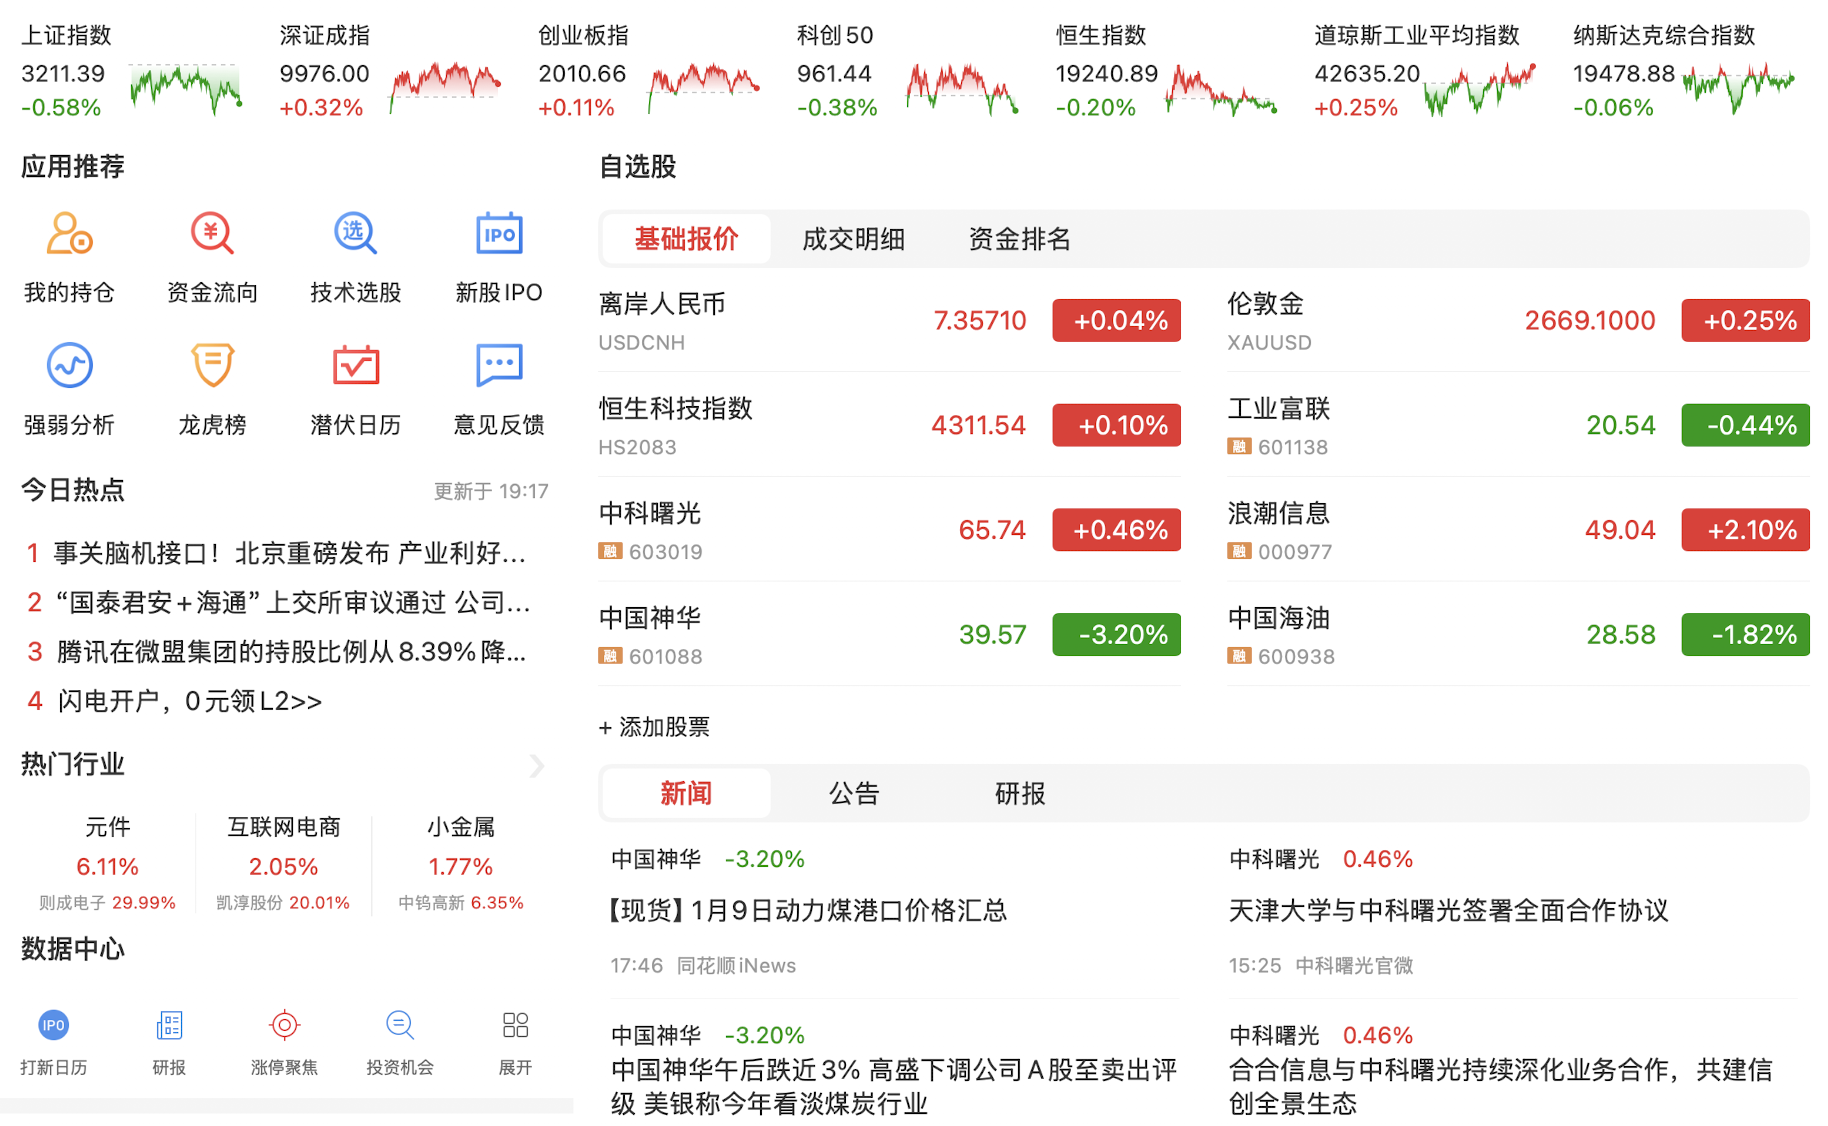 上证指数
3211.39
-0.58%
深证成指
9976.00
+0.32%
创业板指
2010.66
+0.11%
科创50
961.44
-0.38%
恒生指数
19240.89
-0.20%
道琼斯工业平均指数
42635.20
+0.25%
纳斯达克综合指数
19478.88
-0.06%
应用推荐
选
IPO
我的持仓
资金流向
技术选股
新股IPO
强弱分析
龙虎榜
潜伏日历
意见反馈
今日热点
更新于 19:17
1 事关脑机接口！北京重磅发布 产业利好...
2 “国泰君安+海通”上交所审议通过 公司...
3 腾讯在微盟集团的持股比例从8.39%降...
4 闪电开户，0元领L2>>
热门行业
元件
6.11%
则成电子 29.99%
互联网电商
2.05%
凯淳股份 20.01%
小金属
1.77%
中钨高新 6.35%
数据中心
IPO
打新日历
研报
涨停聚焦
投资机会
展开
自选股
基础报价
成交明细
资金排名
离岸人民币
USDCNH
7.35710
+0.04%
伦敦金
XAUUSD
2669.1000
+0.25%
恒生科技指数
HS2083
4311.54
+0.10%
工业富联
融 601138
20.54
-0.44%
中科曙光
融 603019
65.74
+0.46%
浪潮信息
融 000977
49.04
+2.10%
中国神华
融 601088
39.57
-3.20%
中国海油
融 600938
28.58
-1.82%
+ 添加股票
新闻
公告
研报
中国神华 -3.20%
【现货】1月9日动力煤港口价格汇总
17:46 同花顺iNews
中科曙光 0.46%
天津大学与中科曙光签署全面合作协议
15:25 中科曙光官微
中国神华 -3.20%
中国神华午后跌近3% 高盛下调公司A股至卖出评
级 美银称今年看淡煤炭行业
中科曙光 0.46%
合合信息与中科曙光持续深化业务合作，共建信
创全景生态